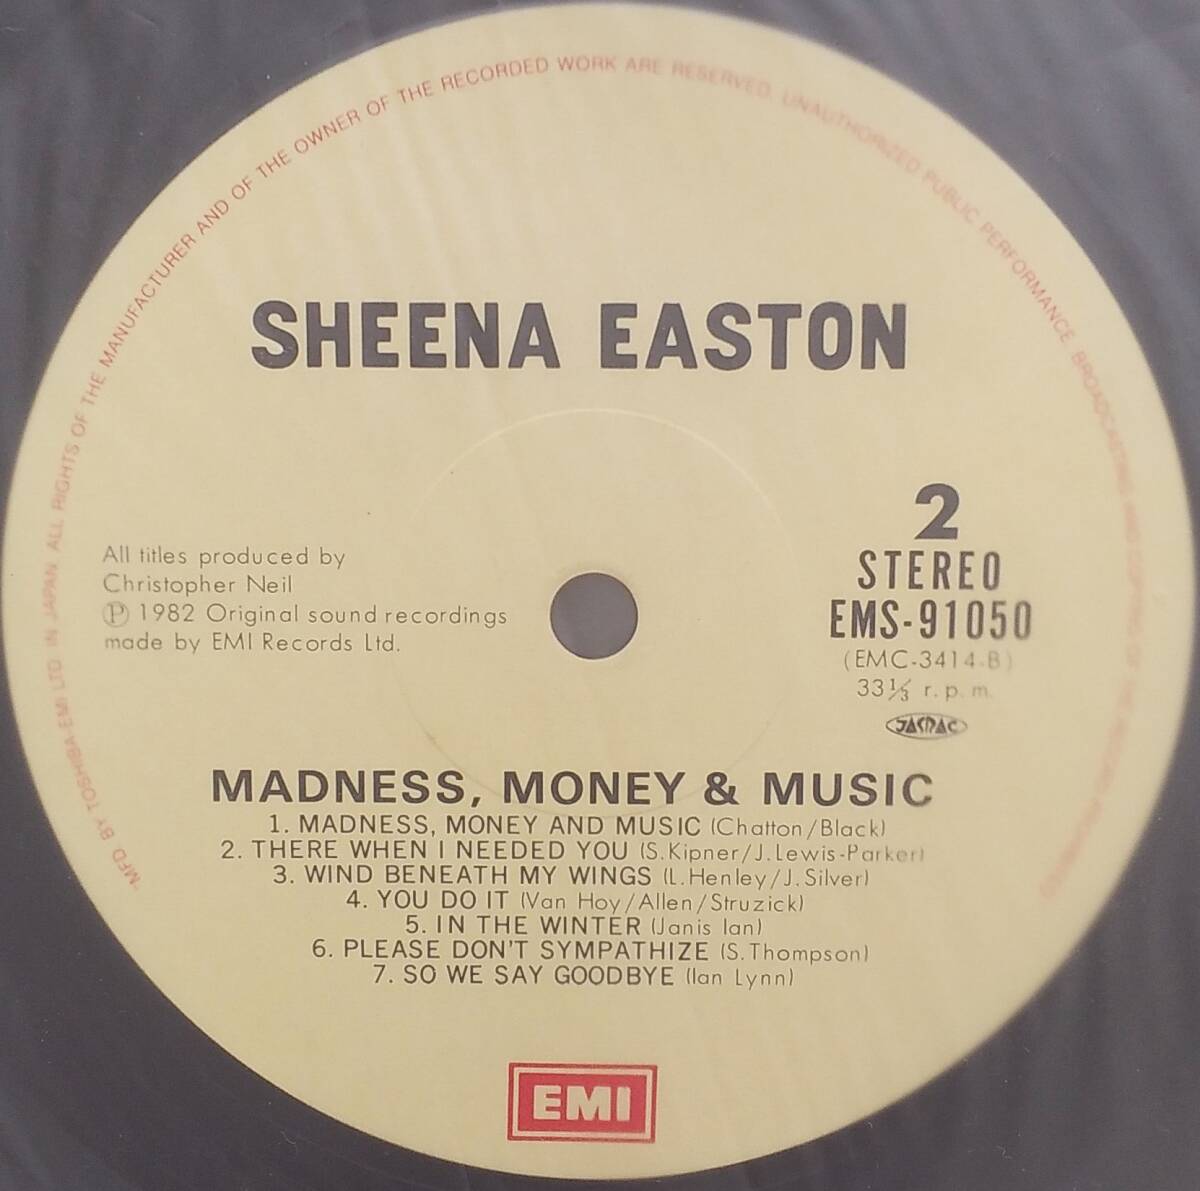 "MFD BY TOSHIBA-EMI LTD IN JAPAN. ALL RIGHTS OF THE MANUFACTURER AND OF THE OWNER OF THE RECORDED WORK ARE RESERVED. UNAUTHORIZED PUBLIC PERFORMANCE BROADCASTING AND COPYING OF THE
SHEENA EASTON
2
STEREO
EMS-91050
(EMC-3414-B)
33⅓ r.p.m.
JASRAC
All titles produced by
Christopher Neil
Ⓟ 1982 Original sound recordings
made by EMI Records Ltd.
MADNESS, MONEY & MUSIC
1. MADNESS, MONEY AND MUSIC (Chatton/Black)
2. THERE WHEN I NEEDED YOU (S.Kipner/J.Lewis-Parker)
3. WIND BENEATH MY WINGS (L.Henley/J.Silver)
4. YOU DO IT (Van Hoy/Allen/Struzick)
5. IN THE WINTER (Janis Ian)
6. PLEASE DON'T SYMPATHIZE (S.Thompson)
7. SO WE SAY GOODBYE (Ian Lynn)
EMI